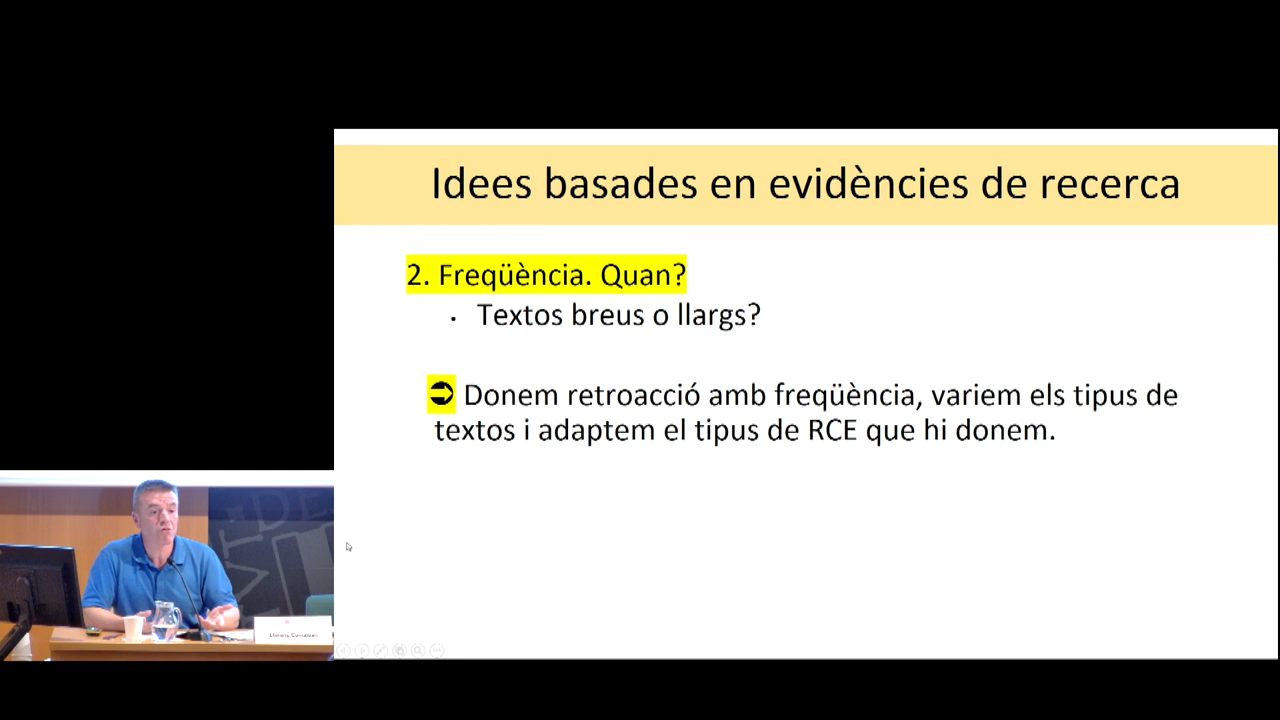 Idees basades en evidències de recerca
2. Freqüència. Quan?
• Textos breus o llargs?
➲ Donem retroacció amb freqüència, variem els tipus de
textos i adaptem el tipus de RCE que hi donem.